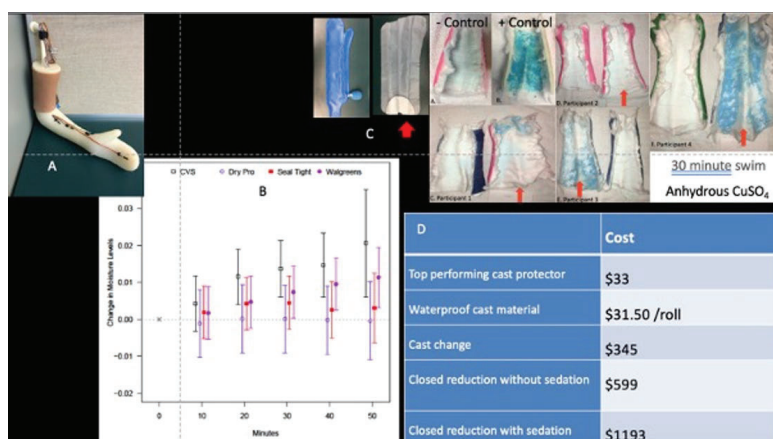 - Control
+ Control
A.
B.
D. Participant 2
E. Participant 4
C. Participant 1
E. Participant 3
30 minute swim
Anhydrous CuSO4
A
C
B
CVS
Dry Pro
Seal Tight
Walgreens
Change in Moisture Levels
0.03
0.02
0.01
0.00
−0.01
−0.02
0 10 20 30 40 50
Minutes
D
Cost
Top performing cast protector $33
Waterproof cast material $31.50 /roll
Cast change $345
Closed reduction without sedation $599
Closed reduction with sedation $1193